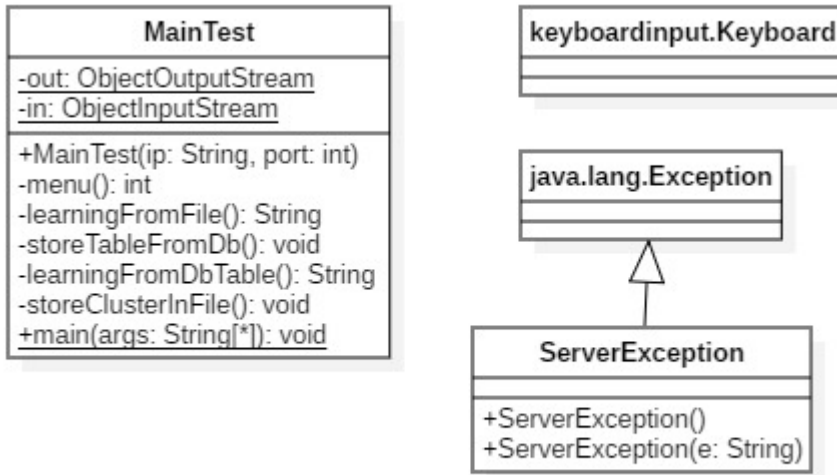 MainTest
-out: ObjectOutputStream
-in: ObjectInputStream
+MainTest(ip: String, port: int)
-menu(): int
-learningFromFile(): String
-storeTableFromDb(): void
-learningFromDbTable(): String
-storeClusterInFile(): void
+main(args: String[*]): void
keyboardinput.Keyboard
java.lang.Exception
ServerException
+ServerException()
+ServerException(e: String)